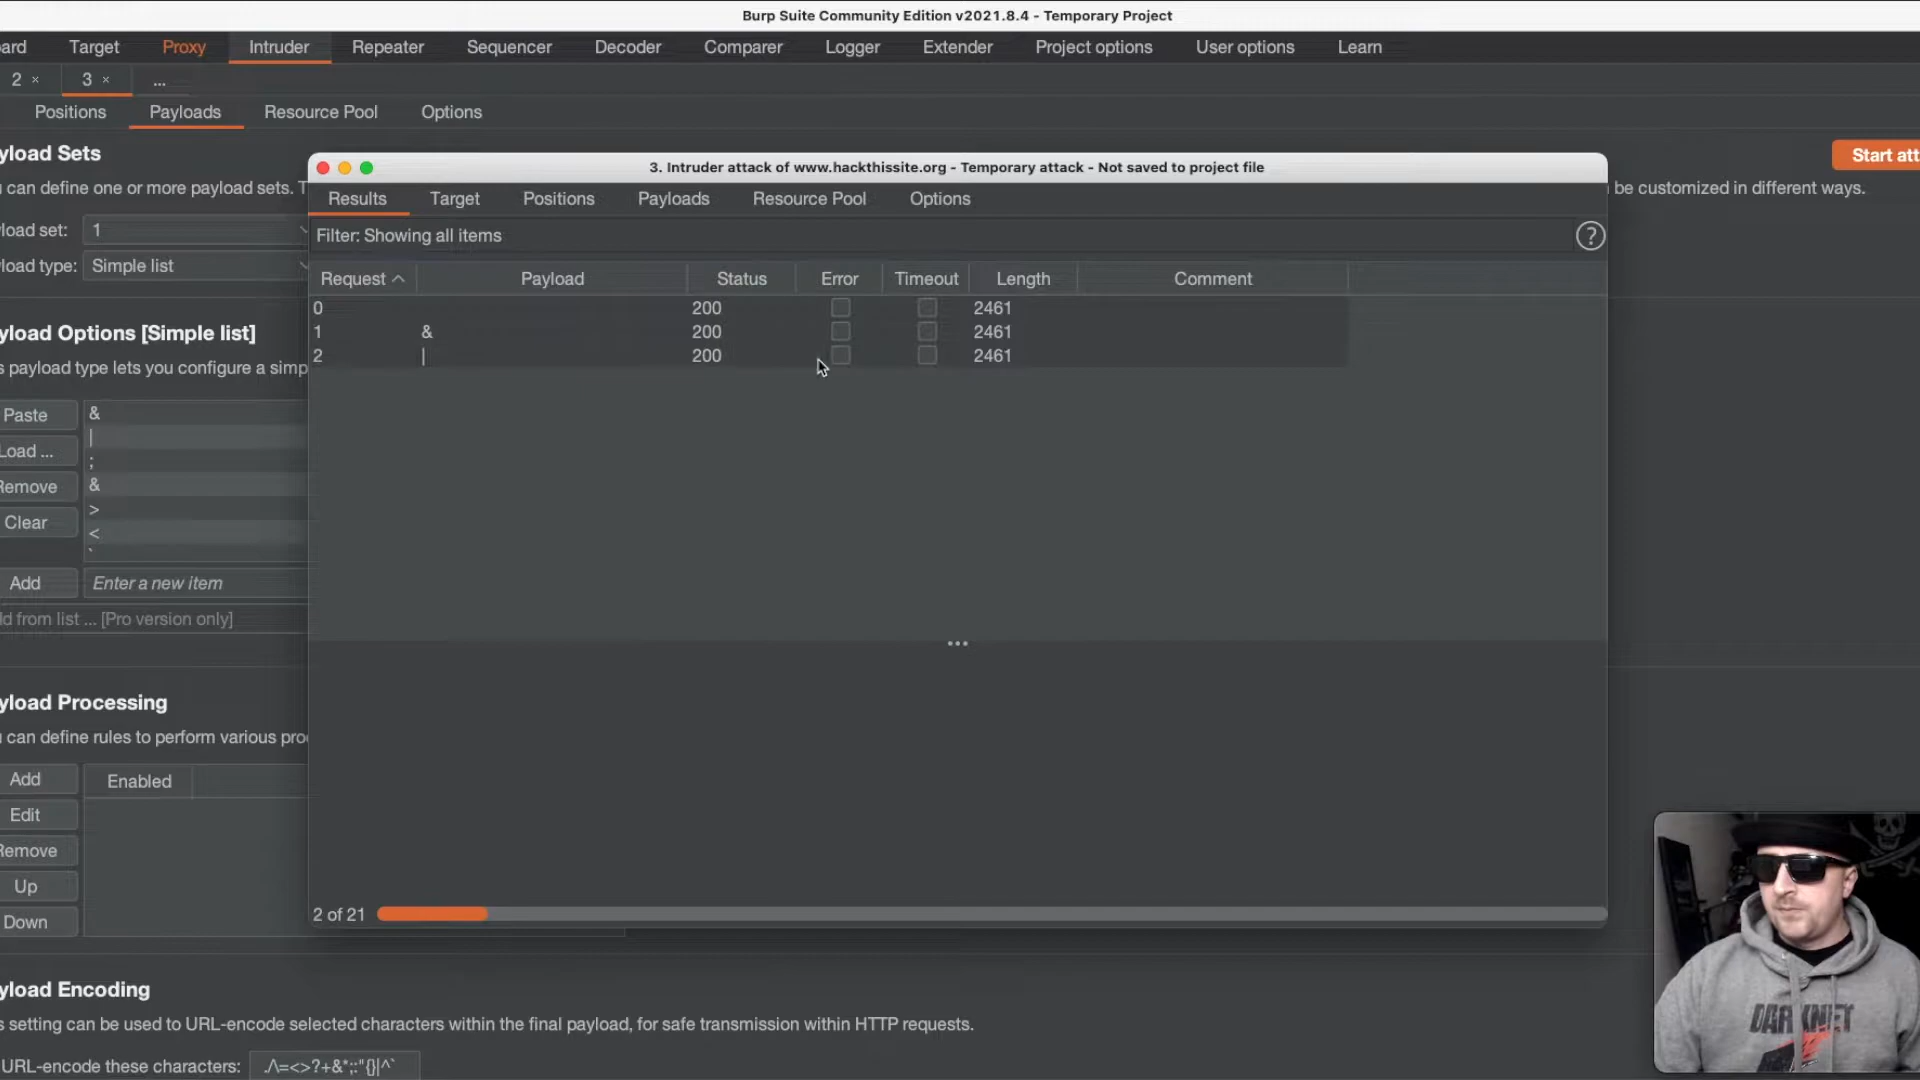 Burp Suite Community Edition v2021.8.4 - Temporary Project
ard Target Proxy Intruder Repeater Sequencer Decoder Comparer Logger Extender Project options User options Learn
2 × 3 × ...
Positions Payloads Resource Pool Options
yload Sets
Start att
can define one or more payload sets. T
be customized in different ways.
load set: 1
load type: Simple list
yload Options [Simple list]
s payload type lets you configure a simp
Paste
Load ...
Remove
Clear
&
|
;
&
>
<
`
Add Enter a new item
d from list ... [Pro version only]
yload Processing
can define rules to perform various pro
Add
Edit
Remove
Up
Down
Enabled
yload Encoding
s setting can be used to URL-encode selected characters within the final payload, for safe transmission within HTTP requests.
URL-encode these characters: ./\=<>?+&*;:"{}|^`
3. Intruder attack of www.hackthissite.org - Temporary attack - Not saved to project file
Results Target Positions Payloads Resource Pool Options
Filter: Showing all items
?
Request Payload Status Error Timeout Length Comment
0 200 2461
1 & 200 2461
2 | 200 2461
2 of 21
DARKNET